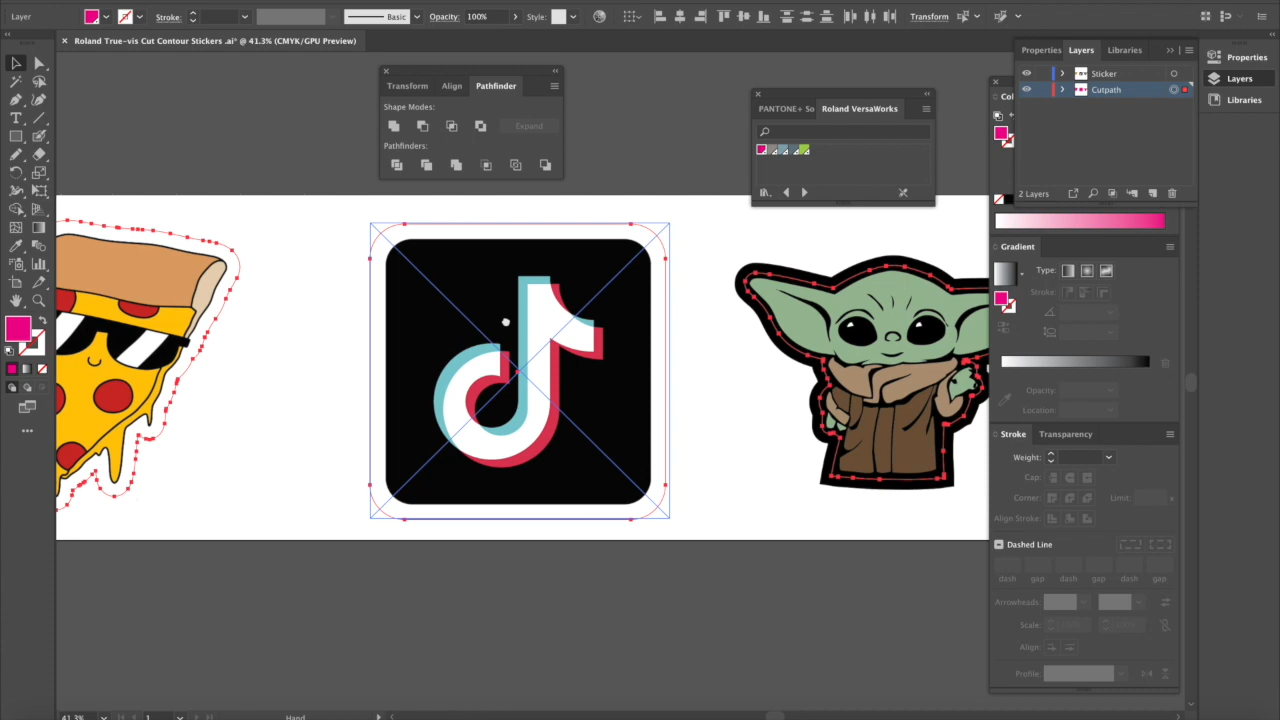 Layer
Stroke:
Basic
Opacity:
100%
Style:
Transform
Roland True-vis Cut Contour Stickers .ai* @ 41.3% (CMYK/GPU Preview)
Properties
Layers
Libraries
Sticker
Cutpath
2 Layers
Properties
Layers
Libraries
Transform
Align
Pathfinder
Shape Modes:
Expand
Pathfinders:
PANTONE+ So
Roland VersaWorks
Co
Gradient
Type:
Stroke:
Opacity:
Location:
Stroke
Transparency
Weight:
Cap:
Corner:
Limit:
x
Align Stroke:
Dashed Line
dash
gap
dash
gap
dash
gap
Arrowheads:
Scale:
Align:
Profile:
41.3%
1
Hand